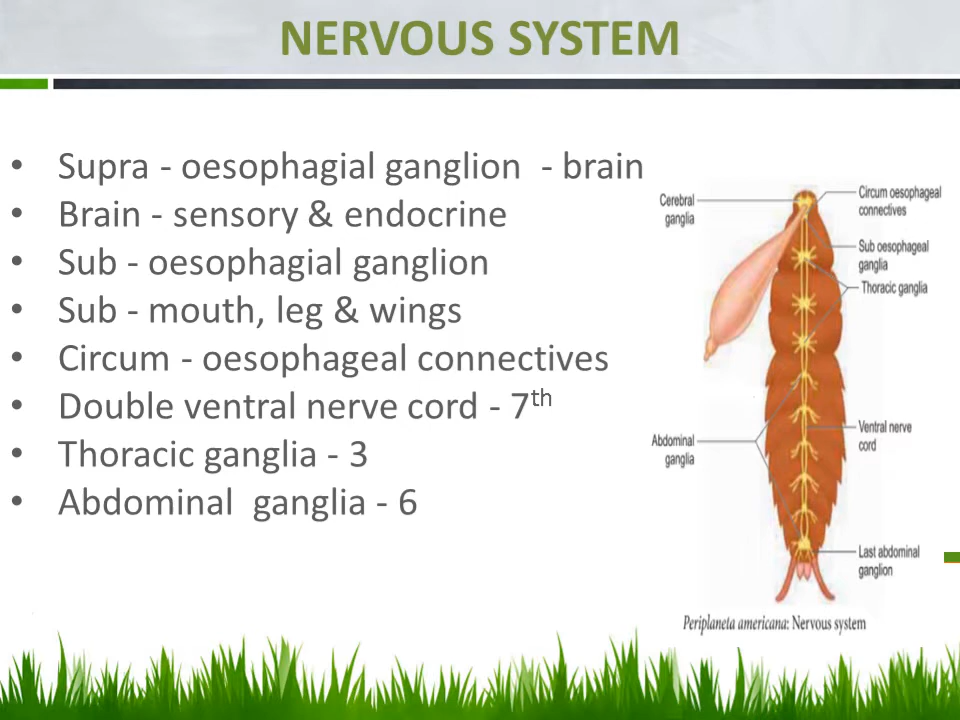 NERVOUS SYSTEM
• Supra - oesophagial ganglion - brain
• Brain - sensory & endocrine
• Sub - oesophagial ganglion
• Sub - mouth, leg & wings
• Circum - oesophageal connectives
• Double ventral nerve cord - 7th
• Thoracic ganglia - 3
• Abdominal ganglia - 6
Cerebral
ganglia
Circum oesophageal
connectives
Sub oesophageal
ganglia
Thoracic ganglia
Abdominal
ganglia
Ventral nerve
cord
Last abdominal
ganglion
Periplaneta americana: Nervous system